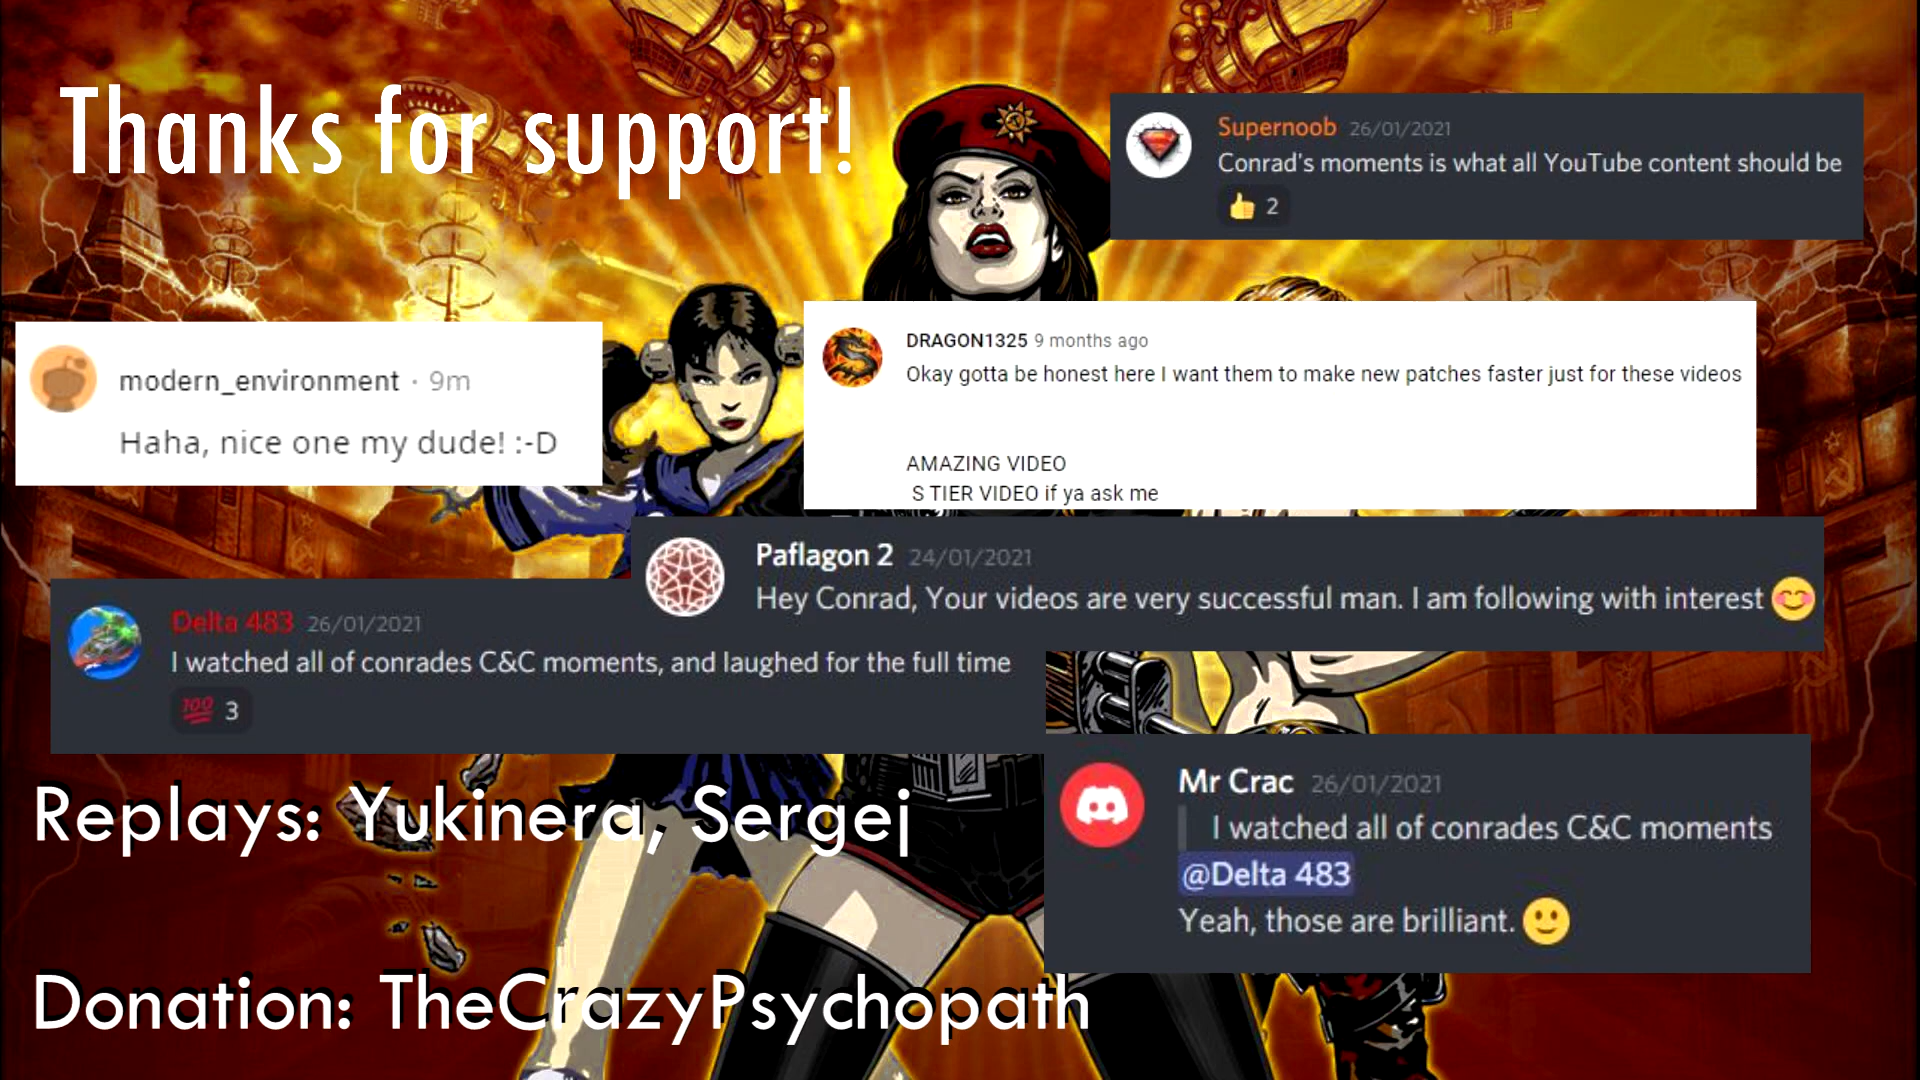 Thanks for support!
Supernoob 26/01/2021
Conrad's moments is what all YouTube content should be
👍 2
modern_environment · 9m
Haha, nice one my dude! :-D
DRAGON1325 9 months ago
Okay gotta be honest here I want them to make new patches faster just for these videos
AMAZING VIDEO
S TIER VIDEO if ya ask me
Paflagon 2 24/01/2021
Hey Conrad, Your videos are very successful man. I am following with interest 😊
Delta 483 26/01/2021
I watched all of conrades C&C moments, and laughed for the full time
💯 3
Mr Crac 26/01/2021
I watched all of conrades C&C moments
@Delta 483
Yeah, those are brilliant. 🙂
Replays: Yukinera, Sergej
Donation: TheCrazyPsychopath